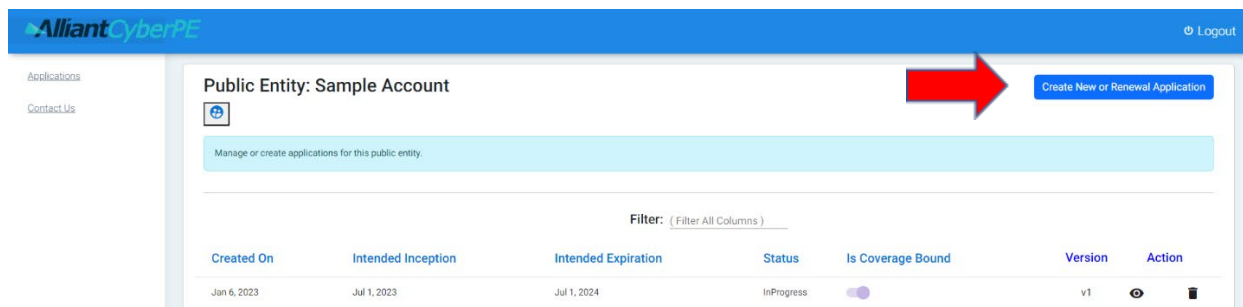 AlliantCyberPE
Logout
Applications
Contact Us
Public Entity: Sample Account
Create New or Renewal Application
Manage or create applications for this public entity.
Filter: ( Filter All Columns )
Created On Intended Inception Intended Expiration Status Is Coverage Bound Version Action
Jan 6, 2023 Jul 1, 2023 Jul 1, 2024 InProgress v1